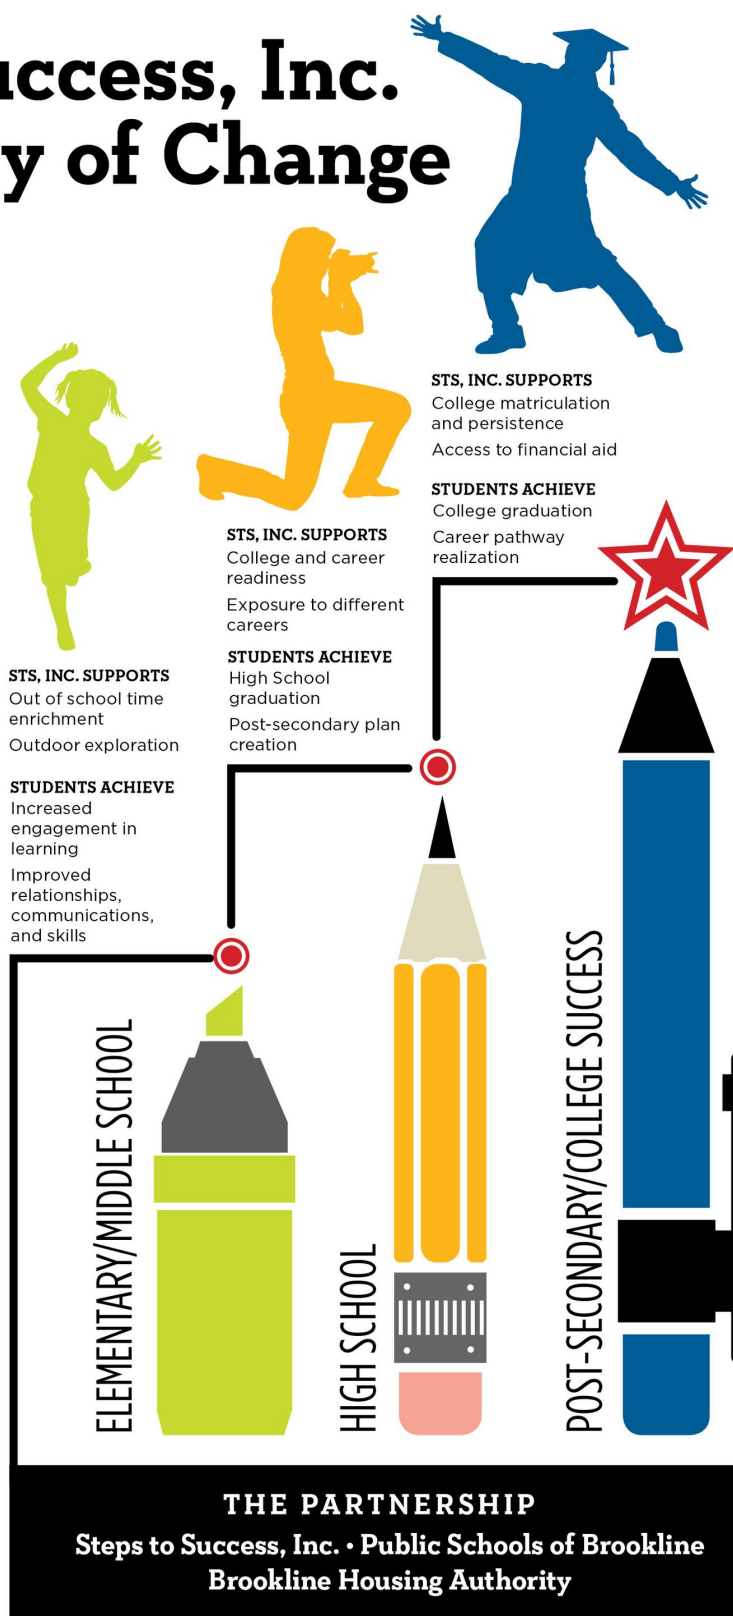 uccess, Inc.
y of Change
STS, INC. SUPPORTS
College matriculation
and persistence
Access to financial aid
STUDENTS ACHIEVE
College graduation
Career pathway
realization
STS, INC. SUPPORTS
College and career
readiness
Exposure to different
careers
STUDENTS ACHIEVE
High School
graduation
Post-secondary plan
creation
STS, INC. SUPPORTS
Out of school time
enrichment
Outdoor exploration
STUDENTS ACHIEVE
Increased
engagement in
learning
Improved
relationships,
communications,
and skills
ELEMENTARY/MIDDLE SCHOOL
HIGH SCHOOL
POST-SECONDARY/COLLEGE SUCCESS
THE PARTNERSHIP
Steps to Success, Inc. • Public Schools of Brookline
Brookline Housing Authority